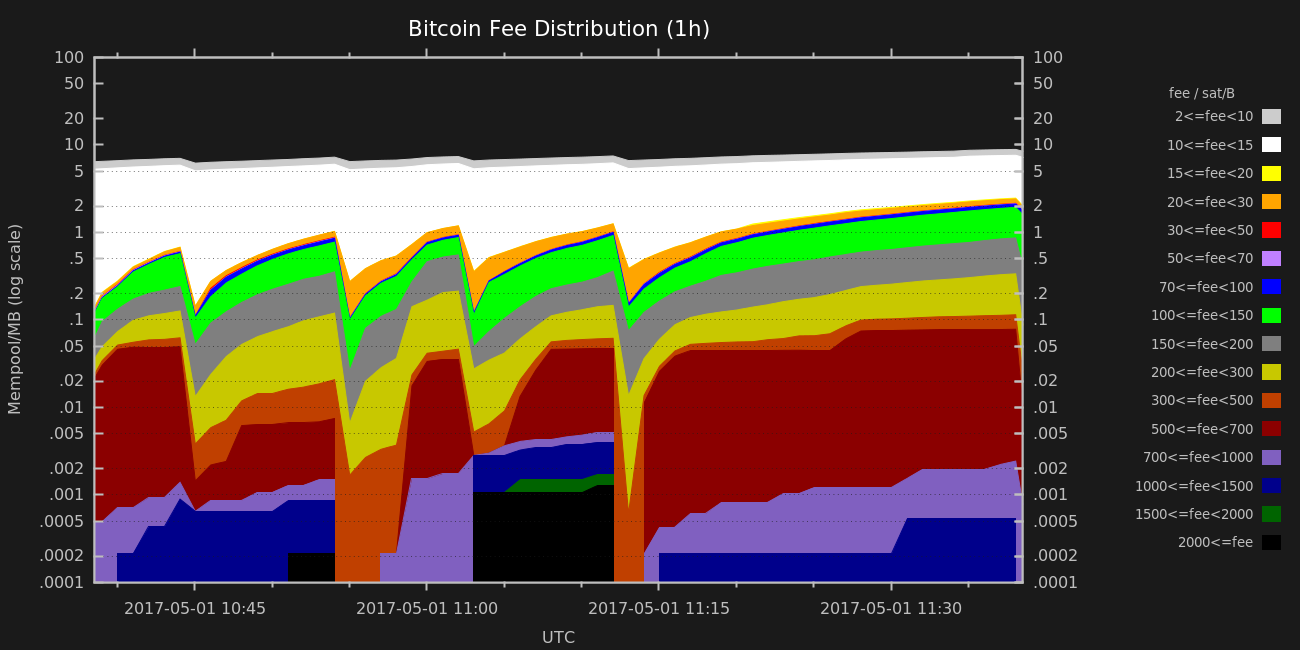 Bitcoin Fee Distribution (1h)
100 100
50 50
20 20
10 10
5 5
2 2
1 1
.5 .5
.2 .2
.1 .1
.05 .05
.02 .02
.01 .01
.005 .005
.002 .002
.001 .001
.0005 .0005
.0002 .0002
.0001 .0001
Mempool/MB (log scale)
2017-05-01 10:45 2017-05-01 11:00 2017-05-01 11:15 2017-05-01 11:30
UTC
fee / sat/B
2<=fee<10
10<=fee<15
15<=fee<20
20<=fee<30
30<=fee<50
50<=fee<70
70<=fee<100
100<=fee<150
150<=fee<200
200<=fee<300
300<=fee<500
500<=fee<700
700<=fee<1000
1000<=fee<1500
1500<=fee<2000
2000<=fee